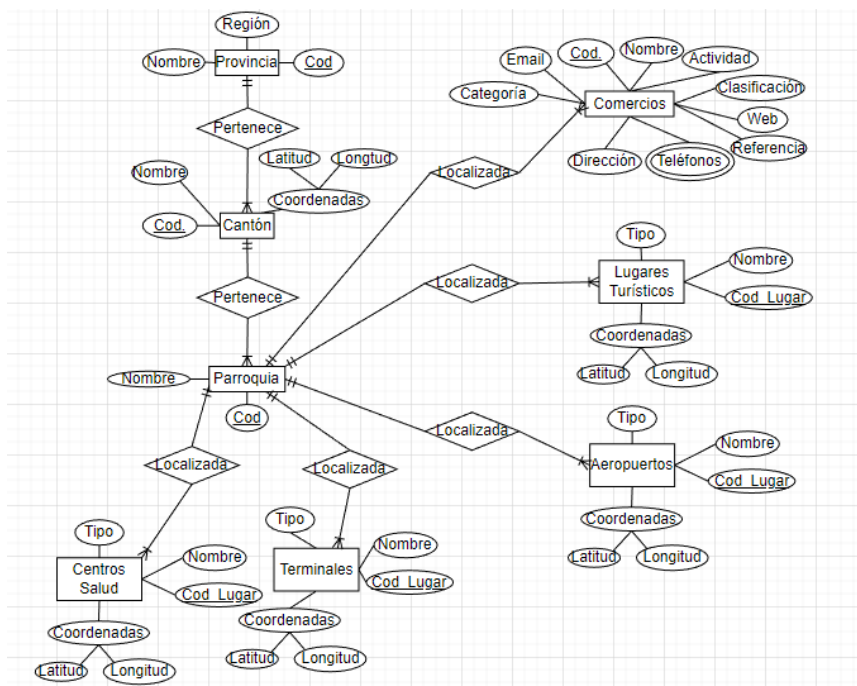 Región
Nombre
Provincia
Cod
Pertenece
Nombre
Latitud
Longtud
Coordenadas
Cod.
Cantón
Pertenece
Email
Cod.
Nombre
Actividad
Categoría
Comercios
Clasificación
Web
Referencia
Dirección
Teléfonos
Localizada
Tipo
Localizada
Lugares
Turísticos
Nombre
Cod_Lugar
Coordenadas
Latitud
Longitud
Nombre
Parroquia
Cod
Localizada
Tipo
Aeropuertos
Nombre
Cod_Lugar
Coordenadas
Latitud
Longitud
Localizada
Localizada
Tipo
Centros
Salud
Nombre
Cod_Lugar
Coordenadas
Latitud
Longitud
Tipo
Terminales
Nombre
Cod_Lugar
Coordenadas
Latitud
Longitud